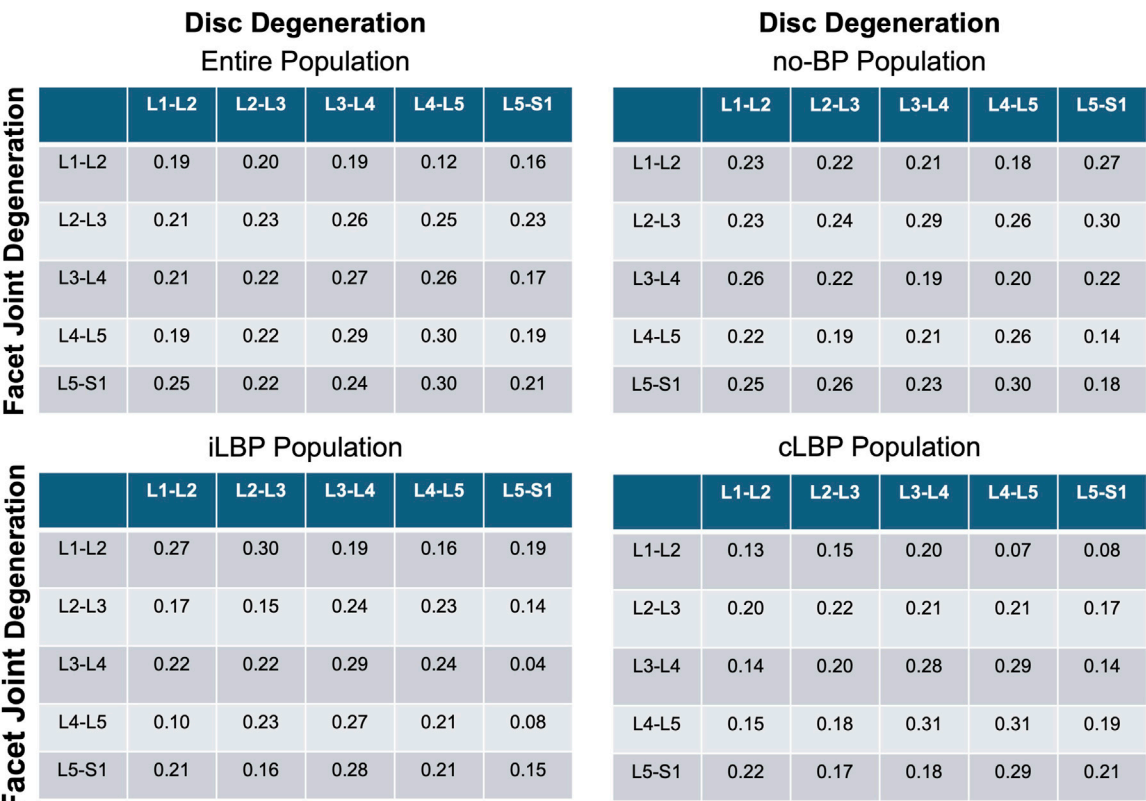 Disc Degeneration
Entire Population
Facet Joint Degeneration
L1-L2 L2-L3 L3-L4 L4-L5 L5-S1
L1-L2 0.19 0.20 0.19 0.12 0.16
L2-L3 0.21 0.23 0.26 0.25 0.23
L3-L4 0.21 0.22 0.27 0.26 0.17
L4-L5 0.19 0.22 0.29 0.30 0.19
L5-S1 0.25 0.22 0.24 0.30 0.21
Disc Degeneration
no-BP Population
L1-L2 L2-L3 L3-L4 L4-L5 L5-S1
L1-L2 0.23 0.22 0.21 0.18 0.27
L2-L3 0.23 0.24 0.29 0.26 0.30
L3-L4 0.26 0.22 0.19 0.20 0.22
L4-L5 0.22 0.19 0.21 0.26 0.14
L5-S1 0.25 0.26 0.23 0.30 0.18
iLBP Population
Facet Joint Degeneration
L1-L2 L2-L3 L3-L4 L4-L5 L5-S1
L1-L2 0.27 0.30 0.19 0.16 0.19
L2-L3 0.17 0.15 0.24 0.23 0.14
L3-L4 0.22 0.22 0.29 0.24 0.04
L4-L5 0.10 0.23 0.27 0.21 0.08
L5-S1 0.21 0.16 0.28 0.21 0.15
cLBP Population
L1-L2 L2-L3 L3-L4 L4-L5 L5-S1
L1-L2 0.13 0.15 0.20 0.07 0.08
L2-L3 0.20 0.22 0.21 0.21 0.17
L3-L4 0.14 0.20 0.28 0.29 0.14
L4-L5 0.15 0.18 0.31 0.31 0.19
L5-S1 0.22 0.17 0.18 0.29 0.21